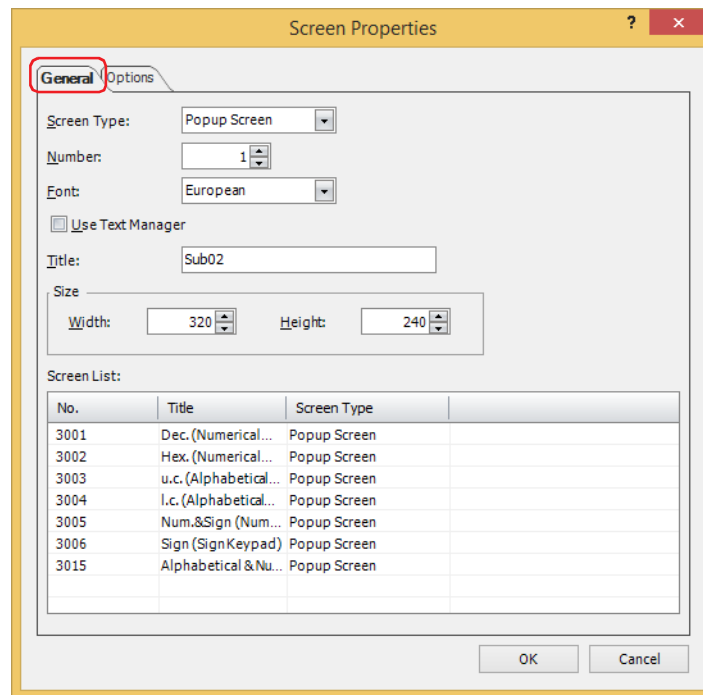 Screen Properties
?
×
General Options
Screen Type: Popup Screen
Number: 1
Font: European
Use Text Manager
Title: Sub02
Size
Width: 320 Height: 240
Screen List:
No. Title Screen Type
3001 Dec. (Numerical... Popup Screen
3002 Hex. (Numerical... Popup Screen
3003 u.c. (Alphabetical... Popup Screen
3004 l.c. (Alphabetical... Popup Screen
3005 Num.&Sign (Num... Popup Screen
3006 Sign (Sign Keypad) Popup Screen
3015 Alphabetical & Nu... Popup Screen
OK Cancel